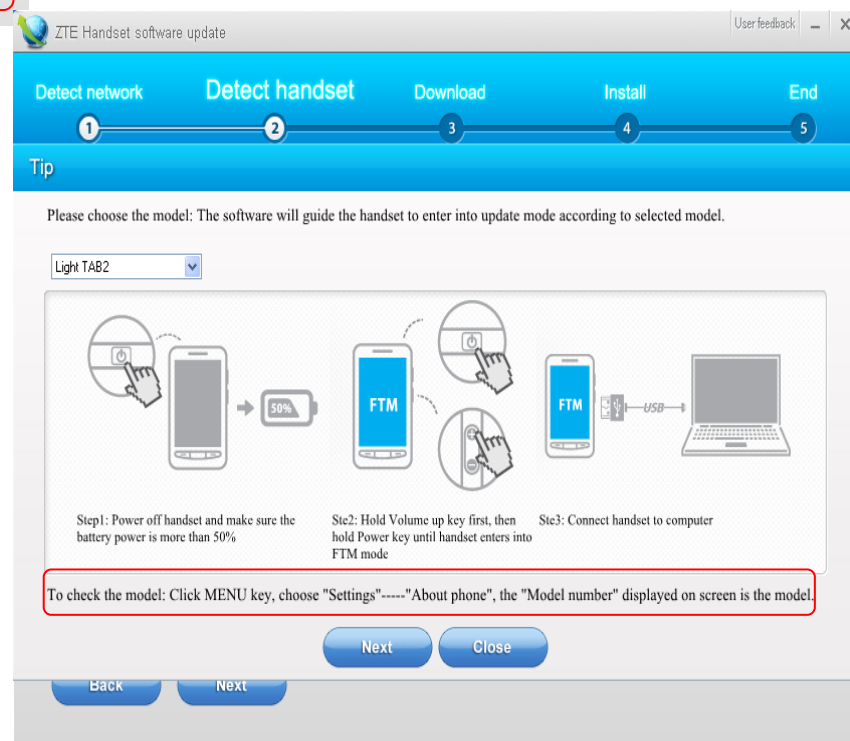 ZTE Handset software update
User feedback
Detect network Detect handset Download Install End
1 2 3 4 5
Tip
Please choose the model: The software will guide the handset to enter into update mode according to selected model.
Light TAB2
50%
FTM
FTM
USB
Step1: Power off handset and make sure the
battery power is more than 50%
Ste2: Hold Volume up key first, then
hold Power key until handset enters into
FTM mode
Ste3: Connect handset to computer
To check the model: Click MENU key, choose "Settings"-----"About phone", the "Model number" displayed on screen is the model.
Next Close
Back Next